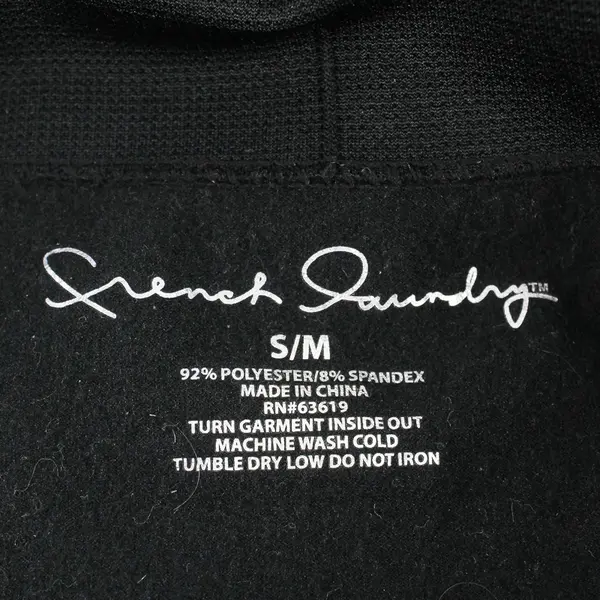 French Laundry™
S/M
92% POLYESTER/8% SPANDEX
MADE IN CHINA
RN#63619
TURN GARMENT INSIDE OUT
MACHINE WASH COLD
TUMBLE DRY LOW DO NOT IRON